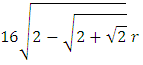 16√(2 − √(2 + √2)) r